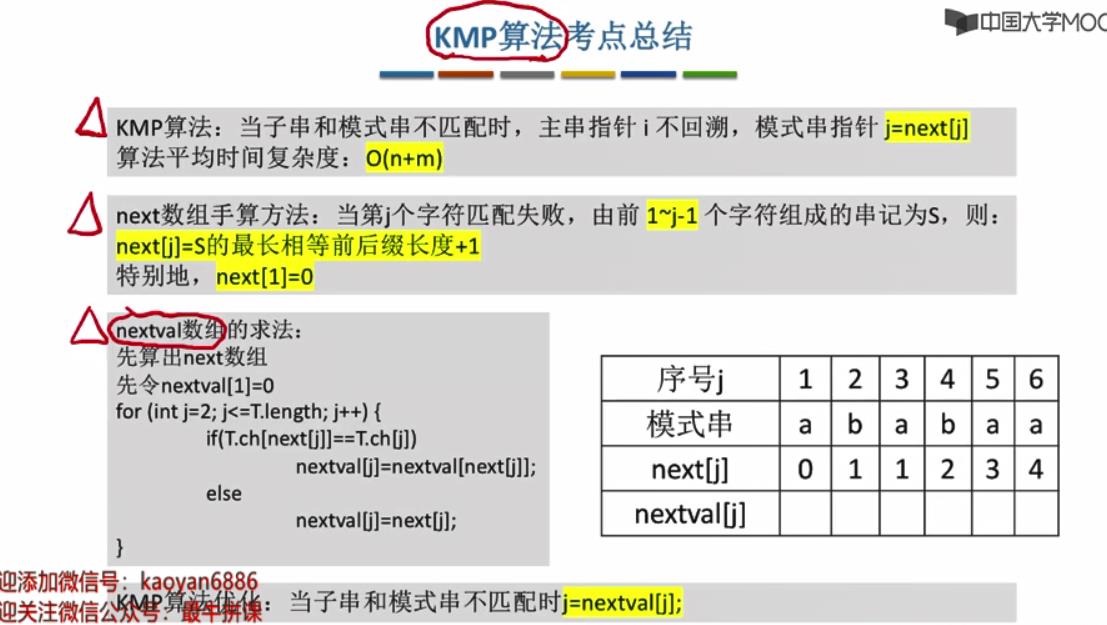 KMP算法考点总结
中国大学MOO
KMP算法：当子串和模式串不匹配时，主串指针 i 不回溯，模式串指针 j=next[j]
算法平均时间复杂度：O(n+m)
next数组手算方法：当第j个字符匹配失败，由前 1~j-1 个字符组成的串记为S，则：
next[j]=S的最长相等前后缀长度+1
特别地，next[1]=0
nextval数组的求法：
先算出next数组
先令nextval[1]=0
for (int j=2; j<=T.length; j++) {
if(T.ch[next[j]]==T.ch[j])
nextval[j]=nextval[next[j]];
else
nextval[j]=next[j];
}
序号j 1 2 3 4 5 6
模式串 a b a b a a
next[j] 0 1 1 2 3 4
nextval[j]
迎添加微信号：kaoyan6886
迎关注微信公众号：最牛拼课
KMP算法优化：当子串和模式串不匹配时j=nextval[j];